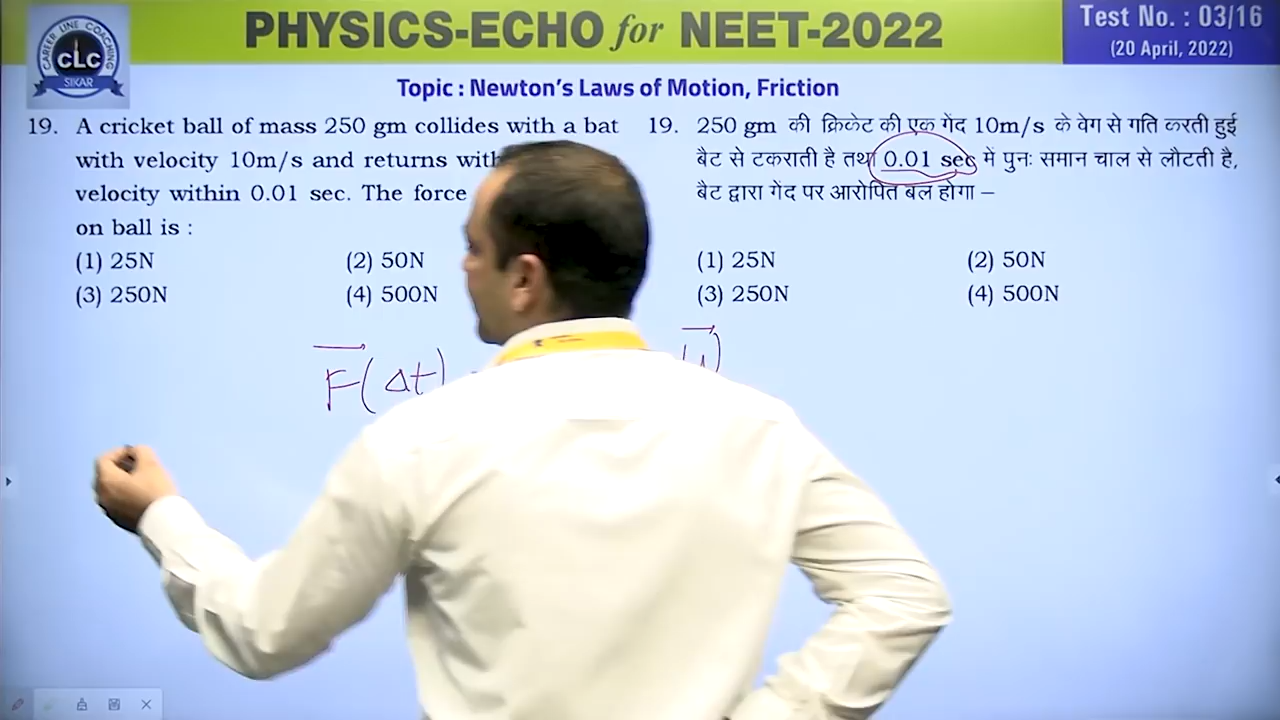 CAREER LINE COACHING
CLC
SIKAR
PHYSICS-ECHO for NEET-2022
Test No. : 03/16
(20 April, 2022)
Topic : Newton's Laws of Motion, Friction
19. A cricket ball of mass 250 gm collides with a bat
with velocity 10m/s and returns with
velocity within 0.01 sec. The force
on ball is :
(1) 25N (2) 50N
(3) 250N (4) 500N
19. 250 gm की क्रिकेट की एक गेंद 10m/s के वेग से गति करती हुई
बैट से टकराती है तथा 0.01 sec में पुनः समान चाल से लौटती है,
बैट द्वारा गेंद पर आरोपित बल होगा –
(1) 25N (2) 50N
(3) 250N (4) 500N
F(Δt)